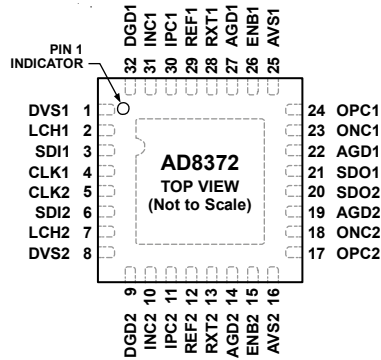 32 DGD1
31 INC1
30 IPC1
29 REF1
28 RXT1
27 AGD1
26 ENB1
25 AVS1
PIN 1
INDICATOR
DVS1 1
LCH1 2
SDI1 3
CLK1 4
CLK2 5
SDI2 6
LCH2 7
DVS2 8
AD8372
TOP VIEW
(Not to Scale)
24 OPC1
23 ONC1
22 AGD1
21 SDO1
20 SDO2
19 AGD2
18 ONC2
17 OPC2
DGD2 9
INC2 10
IPC2 11
REF2 12
RXT2 13
AGD2 14
ENB2 15
AVS2 16